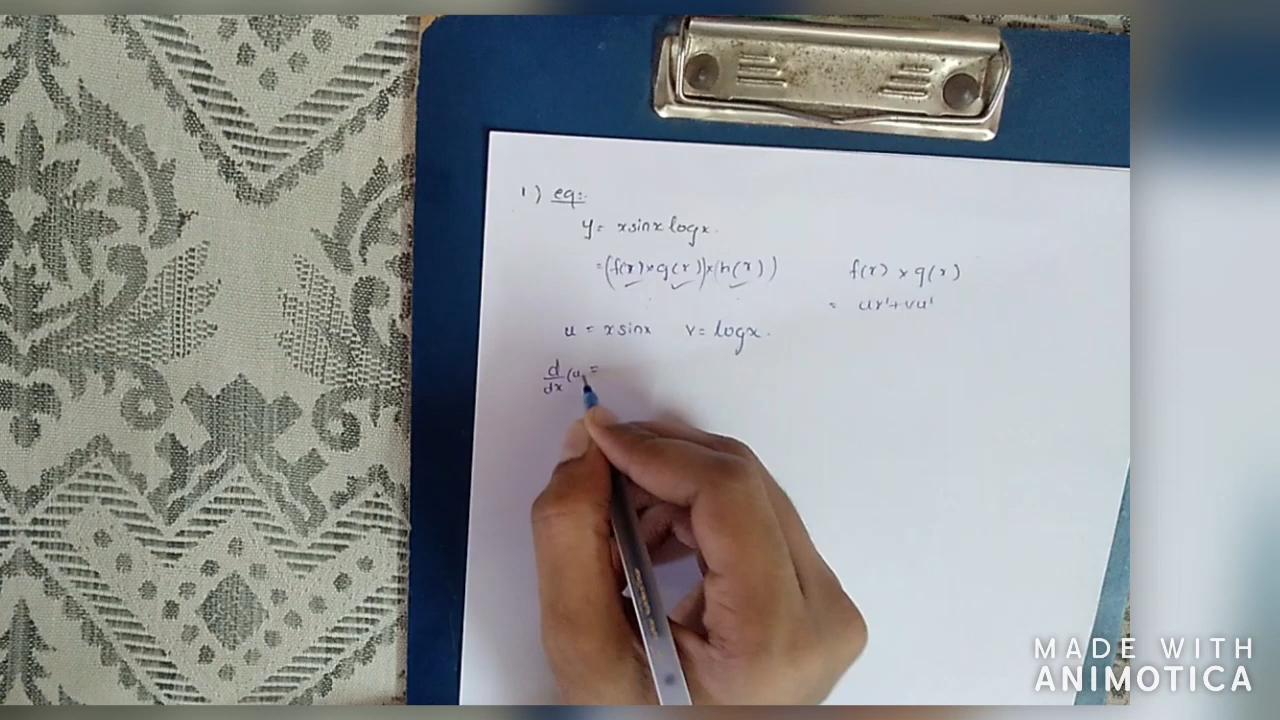 1) eg:-
y= xsinx logx.
=(f(x)×g(x))×(h(x))
f(x) × g(x)
= uv'+vu'
u = xsinx v= logx.
d/dx (u) =
MADE WITH
ANIMOTICA